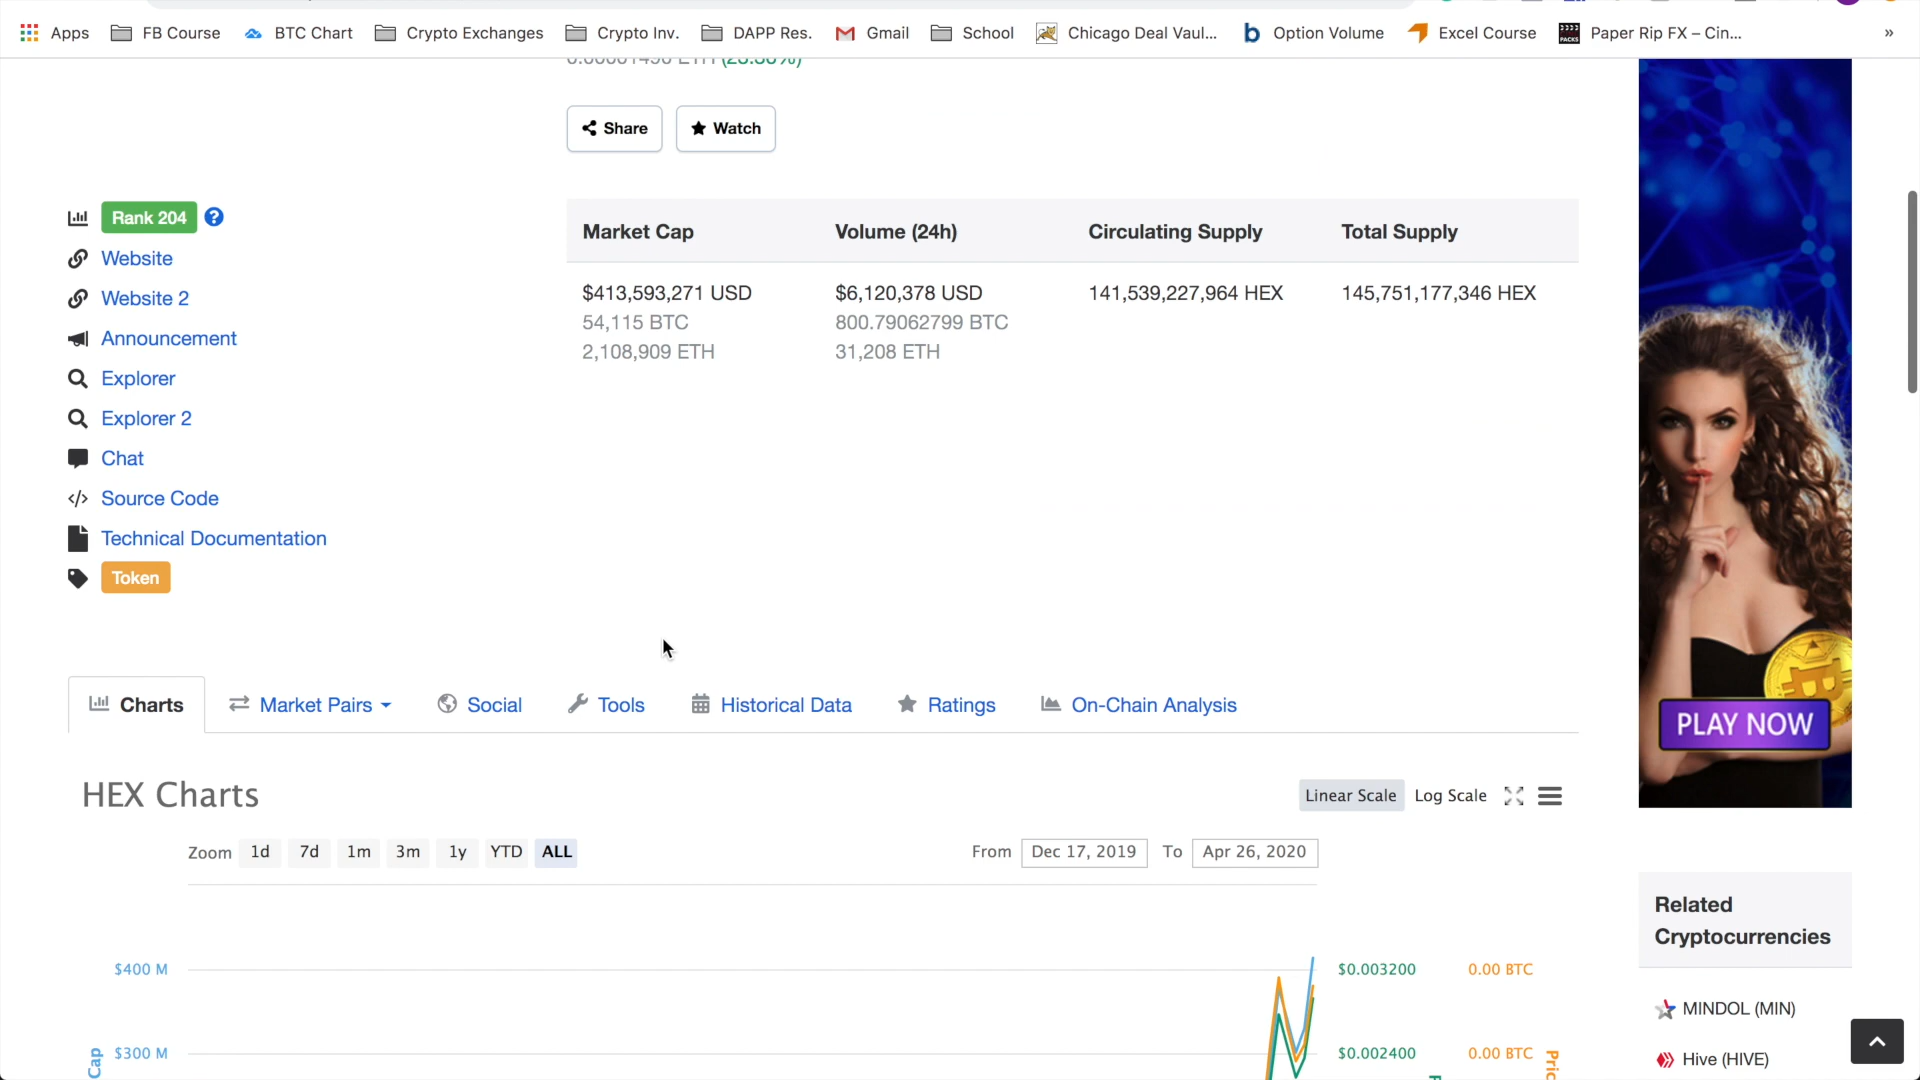 Apps
FB Course
BTC Chart
Crypto Exchanges
Crypto Inv.
DAPP Res.
Gmail
School
Chicago Deal Vaul...
Option Volume
Excel Course
Paper Rip FX – Cin...
»
Share
Watch
Rank 204
Website
Website 2
Announcement
Explorer
Explorer 2
Chat
Source Code
Technical Documentation
Token
Market Cap Volume (24h) Circulating Supply Total Supply
$413,593,271 USD $6,120,378 USD 141,539,227,964 HEX 145,751,177,346 HEX
54,115 BTC 800.79062799 BTC
2,108,909 ETH 31,208 ETH
PLAY NOW
Charts
Market Pairs
Social
Tools
Historical Data
Ratings
On-Chain Analysis
HEX Charts
Linear Scale Log Scale
Zoom 1d 7d 1m 3m 1y YTD ALL
From Dec 17, 2019 To Apr 26, 2020
$400 M $0.003200 0.00 BTC
$300 M $0.002400 0.00 BTC
Cap
Related
Cryptocurrencies
MINDOL (MIN)
Hive (HIVE)